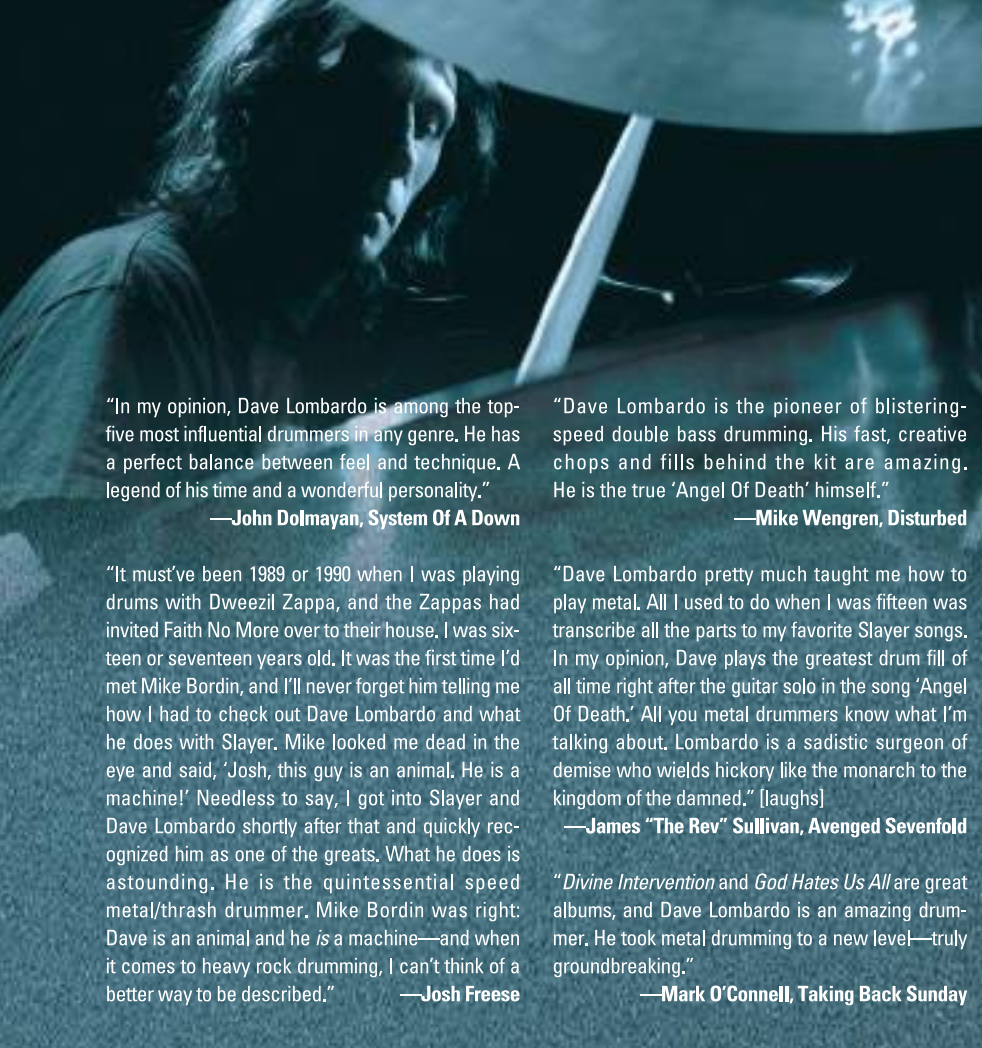 “In my opinion, Dave Lombardo is among the top-
five most influential drummers in any genre. He has
a perfect balance between feel and technique. A
legend of his time and a wonderful personality.”
—John Dolmayan, System Of A Down
“It must’ve been 1989 or 1990 when I was playing
drums with Dweezil Zappa, and the Zappas had
invited Faith No More over to their house. I was six-
teen or seventeen years old. It was the first time I’d
met Mike Bordin, and I’ll never forget him telling me
how I had to check out Dave Lombardo and what
he does with Slayer. Mike looked me dead in the
eye and said, ‘Josh, this guy is an animal. He is a
machine!’ Needless to say, I got into Slayer and
Dave Lombardo shortly after that and quickly rec-
ognized him as one of the greats. What he does is
astounding. He is the quintessential speed
metal/thrash drummer. Mike Bordin was right:
Dave is an animal and he is a machine—and when
it comes to heavy rock drumming, I can’t think of a
better way to be described.” —Josh Freese
“Dave Lombardo is the pioneer of blistering-
speed double bass drumming. His fast, creative
chops and fills behind the kit are amazing.
He is the true ‘Angel Of Death’ himself.”
—Mike Wengren, Disturbed
“Dave Lombardo pretty much taught me how to
play metal. All I used to do when I was fifteen was
transcribe all the parts to my favorite Slayer songs.
In my opinion, Dave plays the greatest drum fill of
all time right after the guitar solo in the song ‘Angel
Of Death.’ All you metal drummers know what I’m
talking about. Lombardo is a sadistic surgeon of
demise who wields hickory like the monarch to the
kingdom of the damned.” [laughs]
—James “The Rev” Sullivan, Avenged Sevenfold
“Divine Intervention and God Hates Us All are great
albums, and Dave Lombardo is an amazing drum-
mer. He took metal drumming to a new level—truly
groundbreaking.”
—Mark O’Connell, Taking Back Sunday